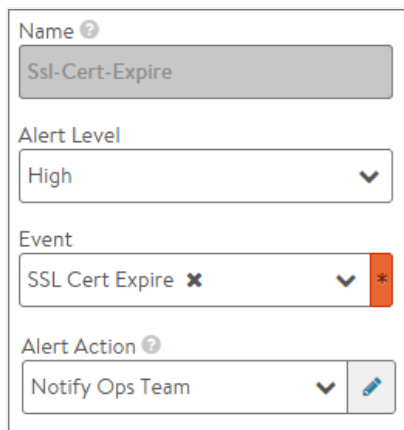 Name
Ssl-Cert-Expire
Alert Level
High
Event
SSL Cert Expire ✖ *
Alert Action
Notify Ops Team